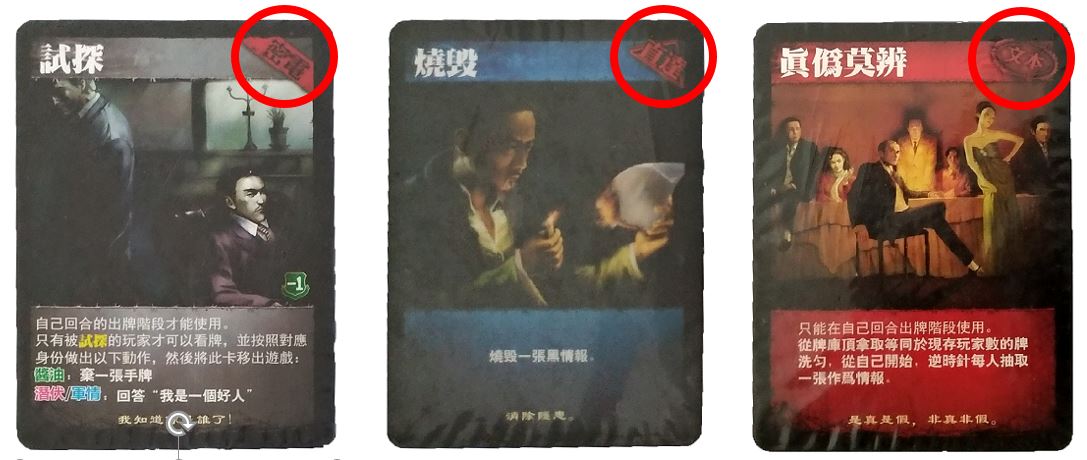 試探
密電
-1
自己回合的出牌階段才能使用。
只有被試探的玩家才可以看牌，並按照對應
身份做出以下動作，然後將此卡移出遊戲：
醬油：棄一張手牌
潛伏/軍情：回答“我是一個好人”
我知道 誰了！
燒毀
直達
燒毀一張黑情報。
消除隱患。
眞僞莫辨
文本
只能在自己回合出牌階段使用。
從牌庫頂拿取等同於現存玩家數的牌
洗勻，從自己開始，逆時針每人抽取
一張作爲情報。
是真是假，非真非假。